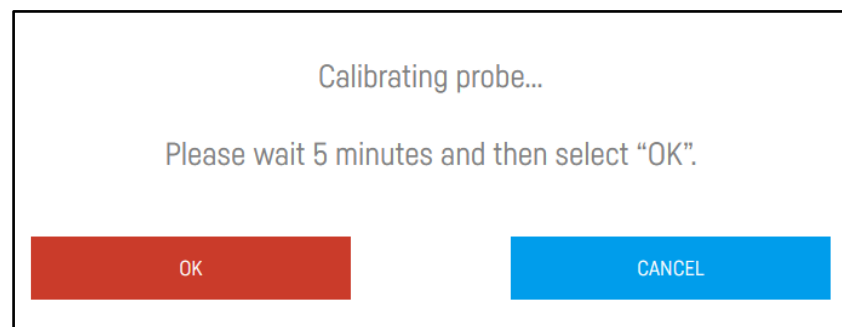 Calibrating probe...
Please wait 5 minutes and then select “OK”.
OK
CANCEL